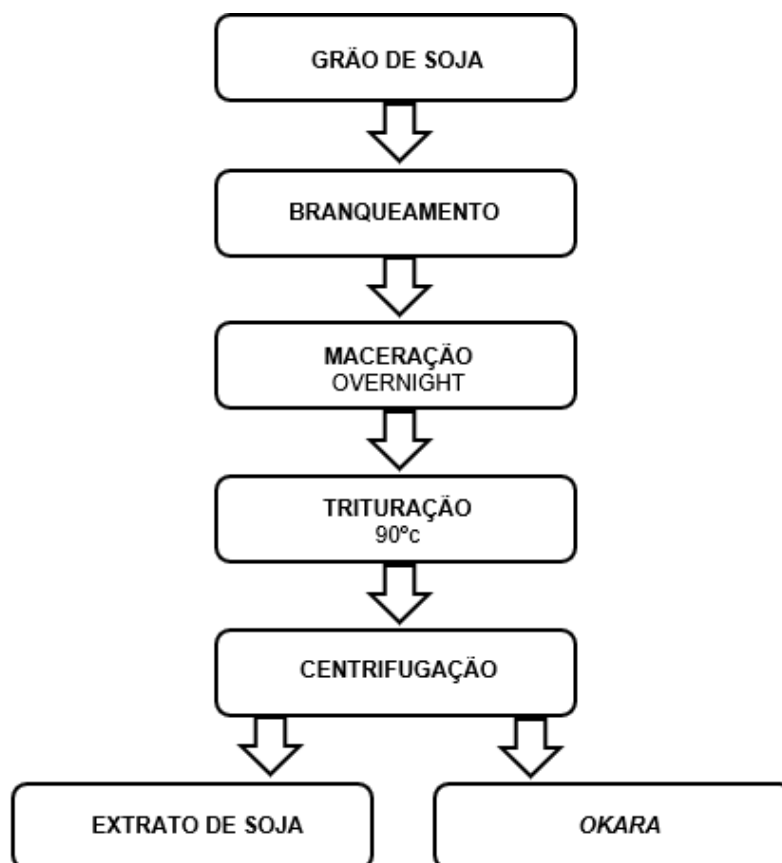 GRÃO DE SOJA
BRANQUEAMENTO
MACERAÇÃO
OVERNIGHT
TRITURAÇÃO
90ºc
CENTRIFUGAÇÃO
EXTRATO DE SOJA
OKARA